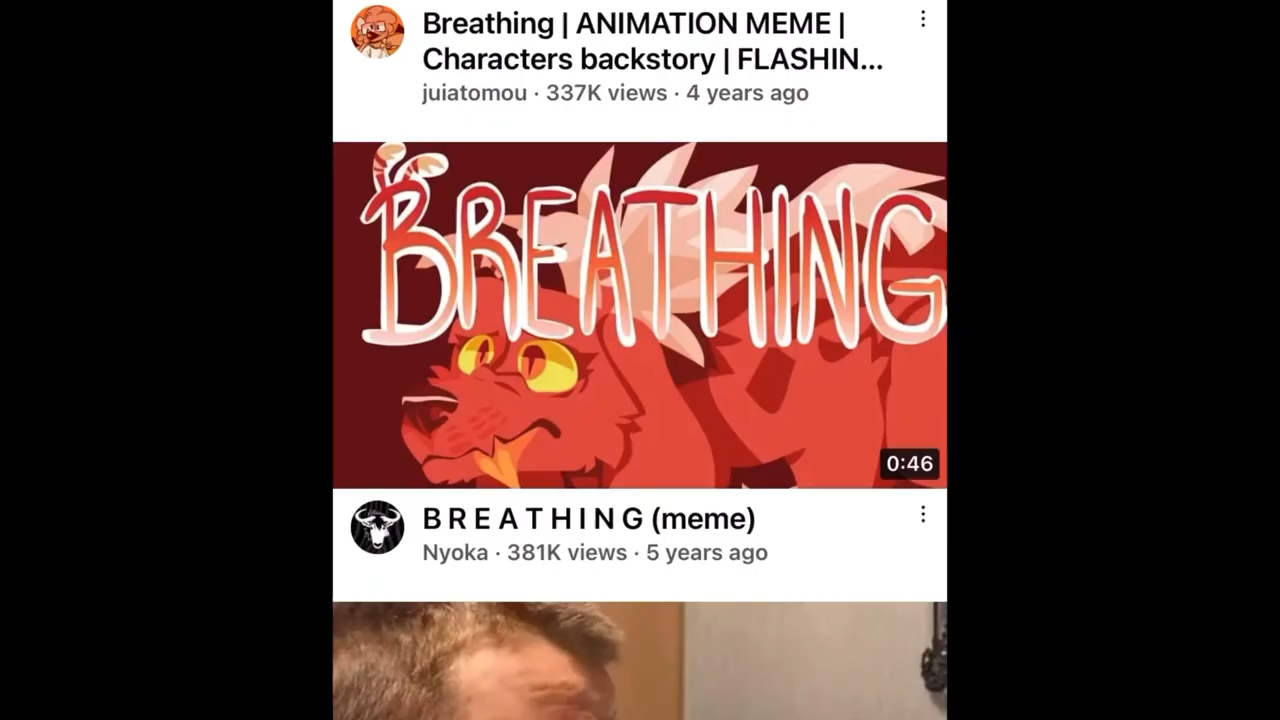 Breathing | ANIMATION MEME |
Characters backstory | FLASHIN...
juiatomou · 337K views · 4 years ago
BREATHING
0:46
B R E A T H I N G (meme)
Nyoka · 381K views · 5 years ago